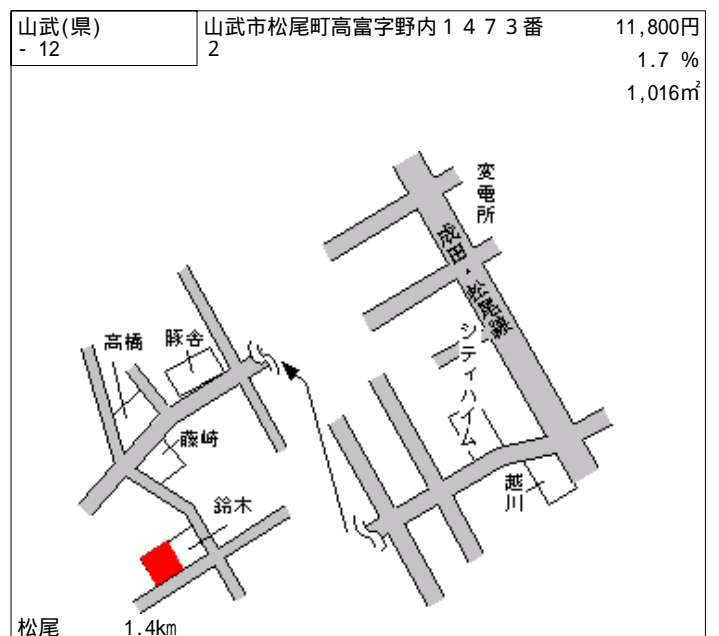 山武(県)
- 12
山武市松尾町高富字野内１４７３番
2
11,800円
1.7 %
1,016㎡
変電所
成田・松尾線
シティハイム
越川
高橋
豚舎
藤崎
鈴木
松尾 1.4km